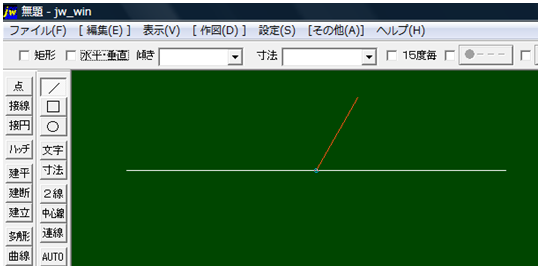 jw 無題 - jw_win
ファイル(F) [ 編集(E) ] 表示(V) [ 作図(D) ] 設定(S) [その他(A)] ヘルプ(H)
矩形 水平・垂直 傾き 寸法 15度毎 ●---
点 ／
接線 □
接円 ○
ハッチ 文字
建平 寸法
建断 2線
建立 中心線
多角形 連線
曲線 AUTO